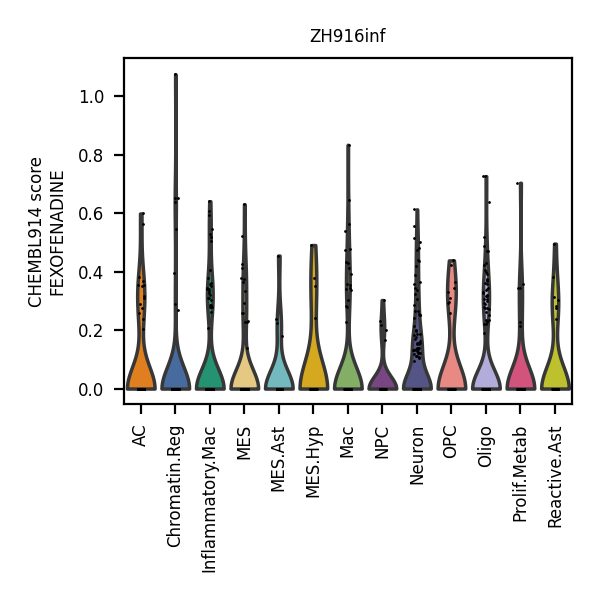 ZH916inf
CHEMBL914 score
FEXOFENADINE
1.0
0.8
0.6
0.4
0.2
0.0
AC
Chromatin.Reg
Inflammatory.Mac
MES
MES.Ast
MES.Hyp
Mac
NPC
Neuron
OPC
Oligo
Prolif.Metab
Reactive.Ast